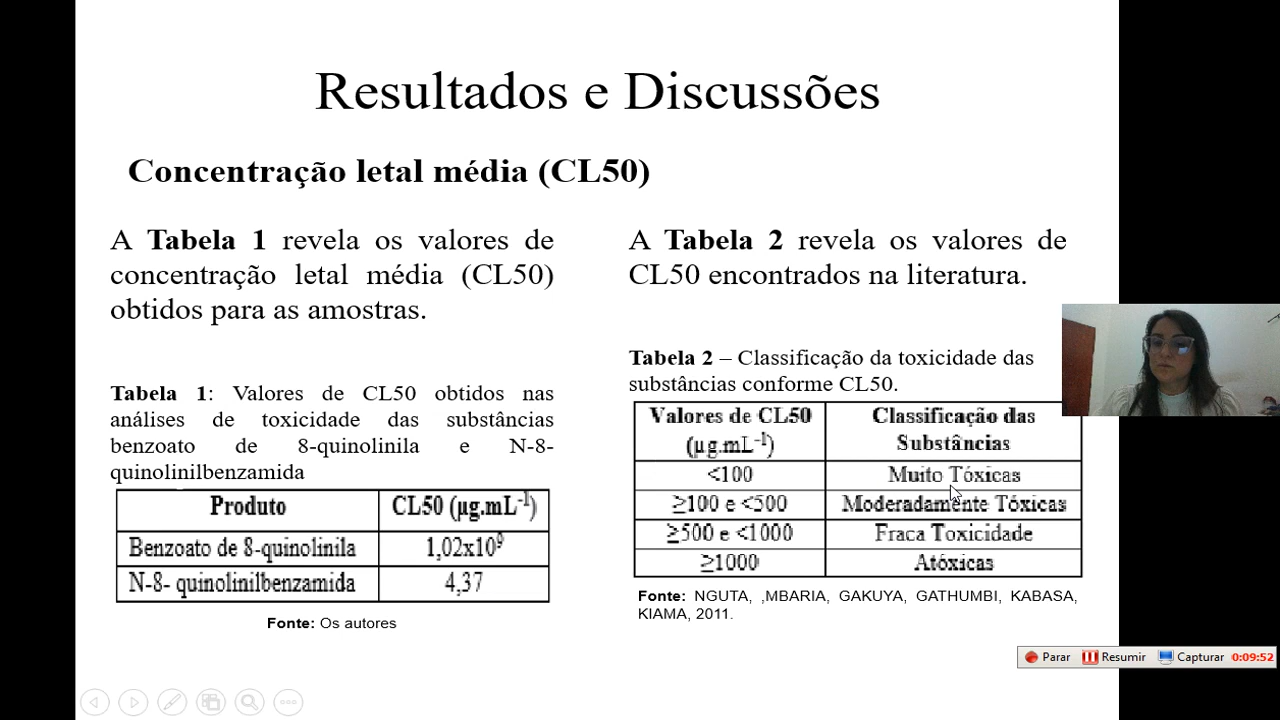 Resultados e Discussões
Concentração letal média (CL50)
A Tabela 1 revela os valores de
concentração letal média (CL50)
obtidos para as amostras.
Tabela 1: Valores de CL50 obtidos nas
análises de toxicidade das substâncias
benzoato de 8-quinolinila e N-8-
quinolinilbenzamida
Produto CL50 (µg.mL⁻¹)
Benzoato de 8-quinolinila 1,02x10⁹
N-8- quinolinilbenzamida 4,37
Fonte: Os autores
A Tabela 2 revela os valores de
CL50 encontrados na literatura.
Tabela 2 – Classificação da toxicidade das
substâncias conforme CL50.
Valores de CL50 Classificação das
(µg.mL⁻¹) Substâncias
<100 Muito Tóxicas
≥100 e <500 Moderadamente Tóxicas
≥500 e <1000 Fraca Toxicidade
≥1000 Atóxicas
Fonte: NGUTA, ,MBARIA, GAKUYA, GATHUMBI, KABASA,
KIAMA, 2011.
Parar Resumir Capturar 0:09:52